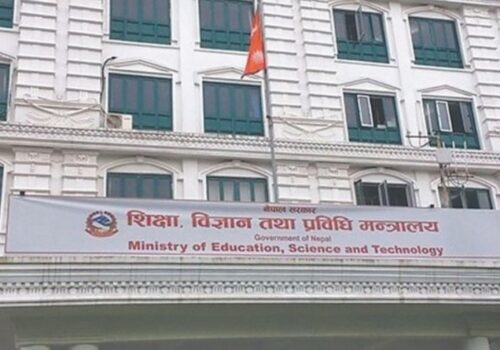 नेपाल सरकार
शिक्षा, विज्ञान तथा प्रविधि मन्त्रालय
Government of Nepal
Ministry of Education, Science and Technology